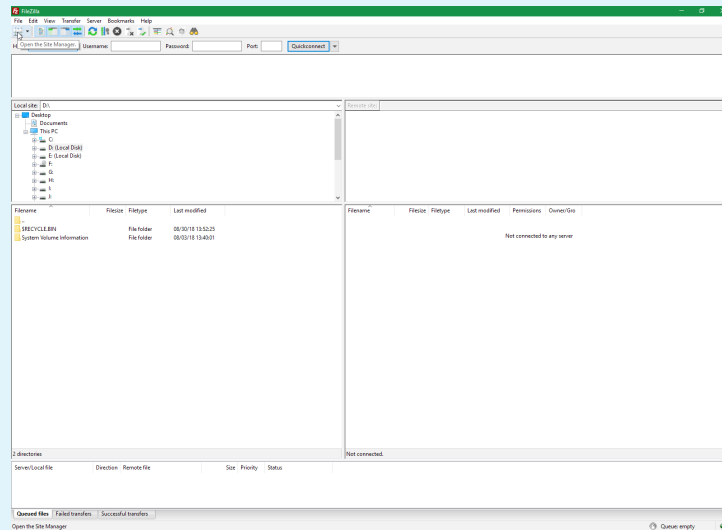 FileZilla
File Edit View Transfer Server Bookmarks Help
H Username: Password: Port: Quickconnect
Open the Site Manager.
Local site: D:\ Remote site:
Desktop
Documents
This PC
C:
D: (Local Disk)
E: (Local Disk)
F:
G:
H:
I:
J:
Filename Filesize Filetype Last modified Filename Filesize Filetype Last modified Permissions Owner/Gro
..
$RECYCLE.BIN File folder 08/30/18 13:52:25
System Volume Information File folder 08/03/18 13:40:01
Not connected to any server
2 directories Not connected.
Server/Local file Direction Remote file Size Priority Status
Queued files Failed transfers Successful transfers
Open the Site Manager Queue: empty